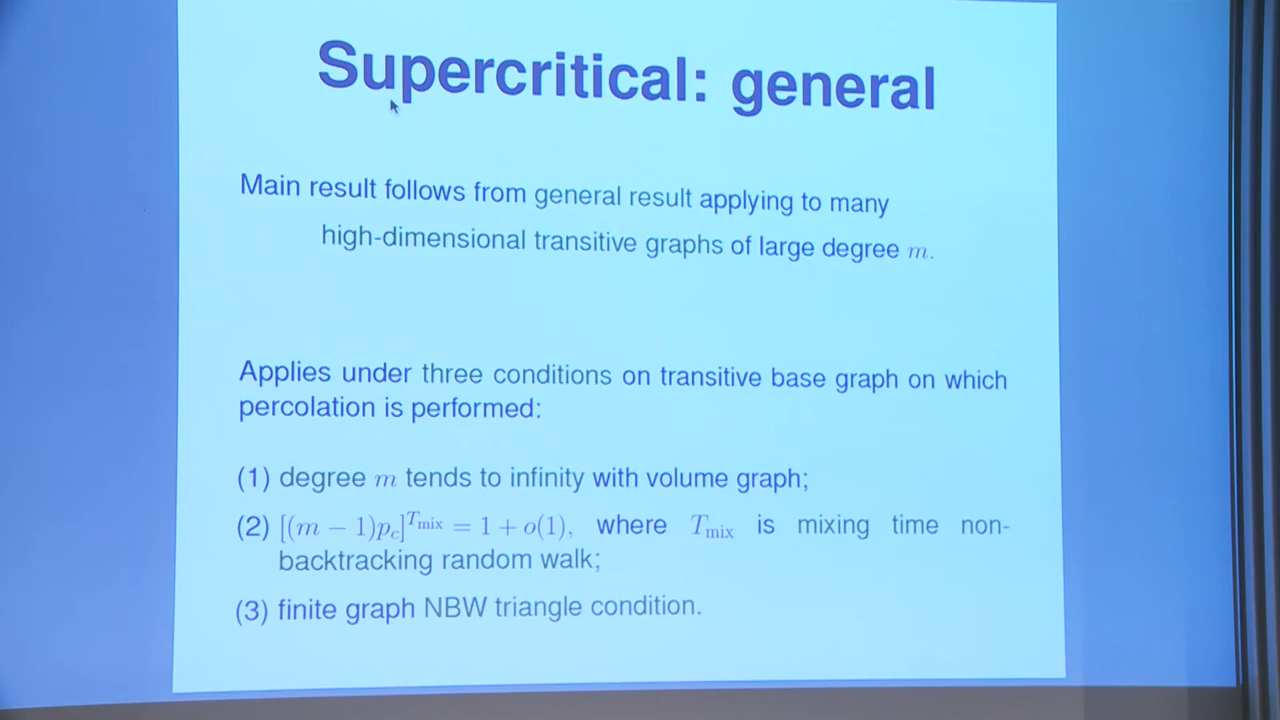 Supercritical: general
Main result follows from general result applying to many
high-dimensional transitive graphs of large degree m.
Applies under three conditions on transitive base graph on which
percolation is performed:
(1) degree m tends to infinity with volume graph;
(2) [(m − 1)p_c]^{T_mix} = 1 + o(1), where T_mix is mixing time non-
backtracking random walk;
(3) finite graph NBW triangle condition.